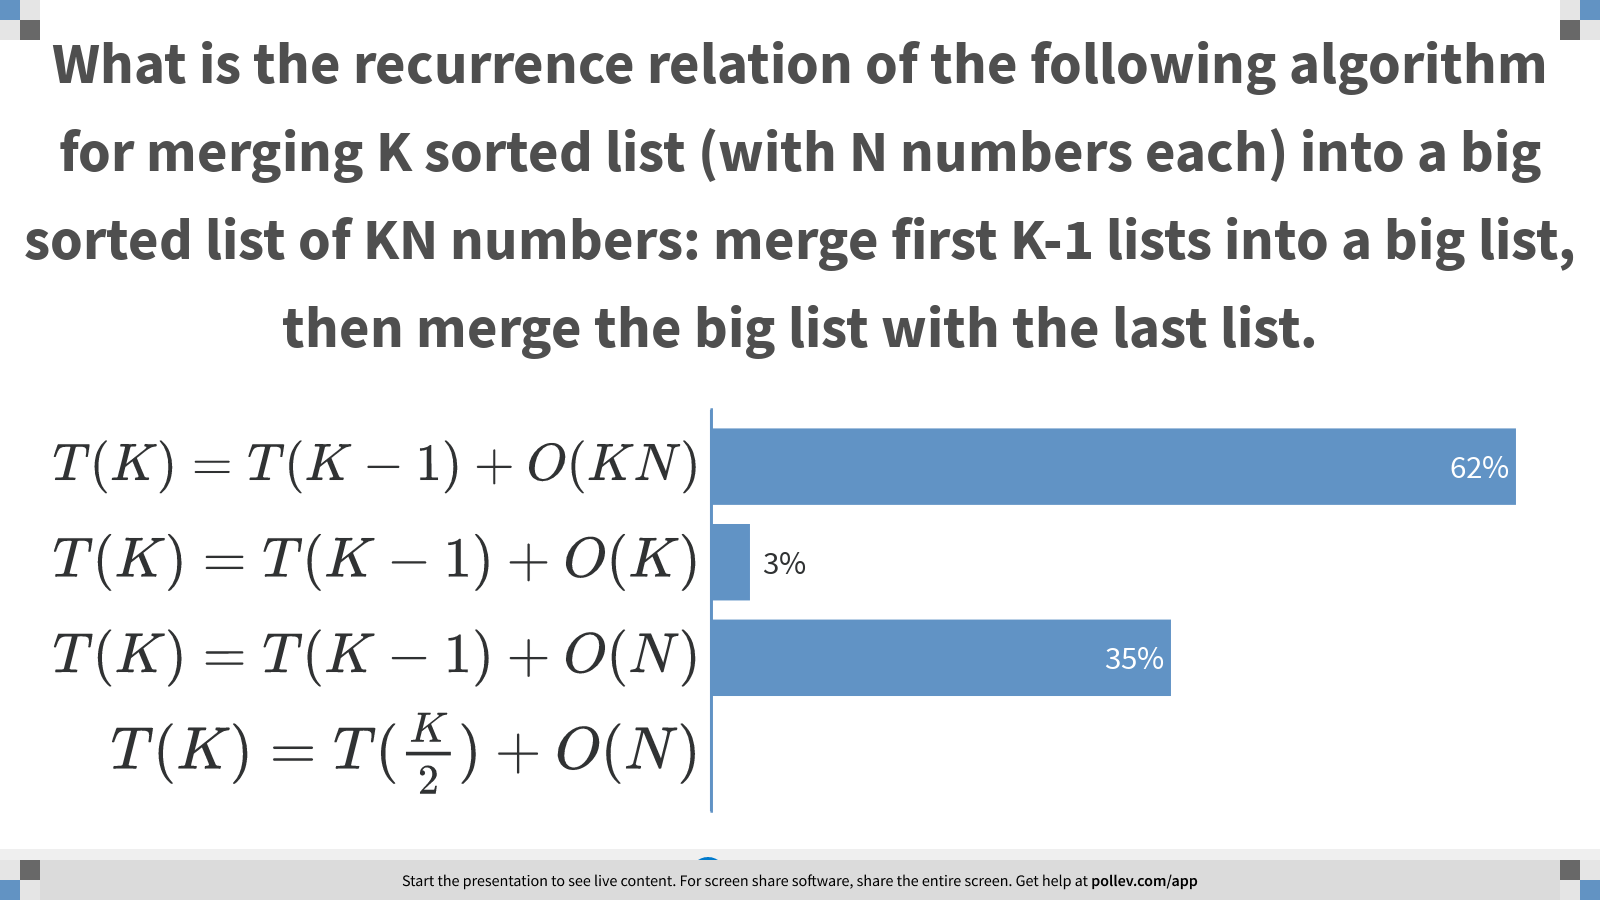 What is the recurrence relation of the following algorithm
for merging K sorted list (with N numbers each) into a big
sorted list of KN numbers: merge first K-1 lists into a big list,
then merge the big list with the last list.
T(K) = T(K − 1) + O(KN)
62%
T(K) = T(K − 1) + O(K)
3%
T(K) = T(K − 1) + O(N)
35%
T(K) = T(K/2) + O(N)
Start the presentation to see live content. For screen share software, share the entire screen. Get help at pollev.com/app